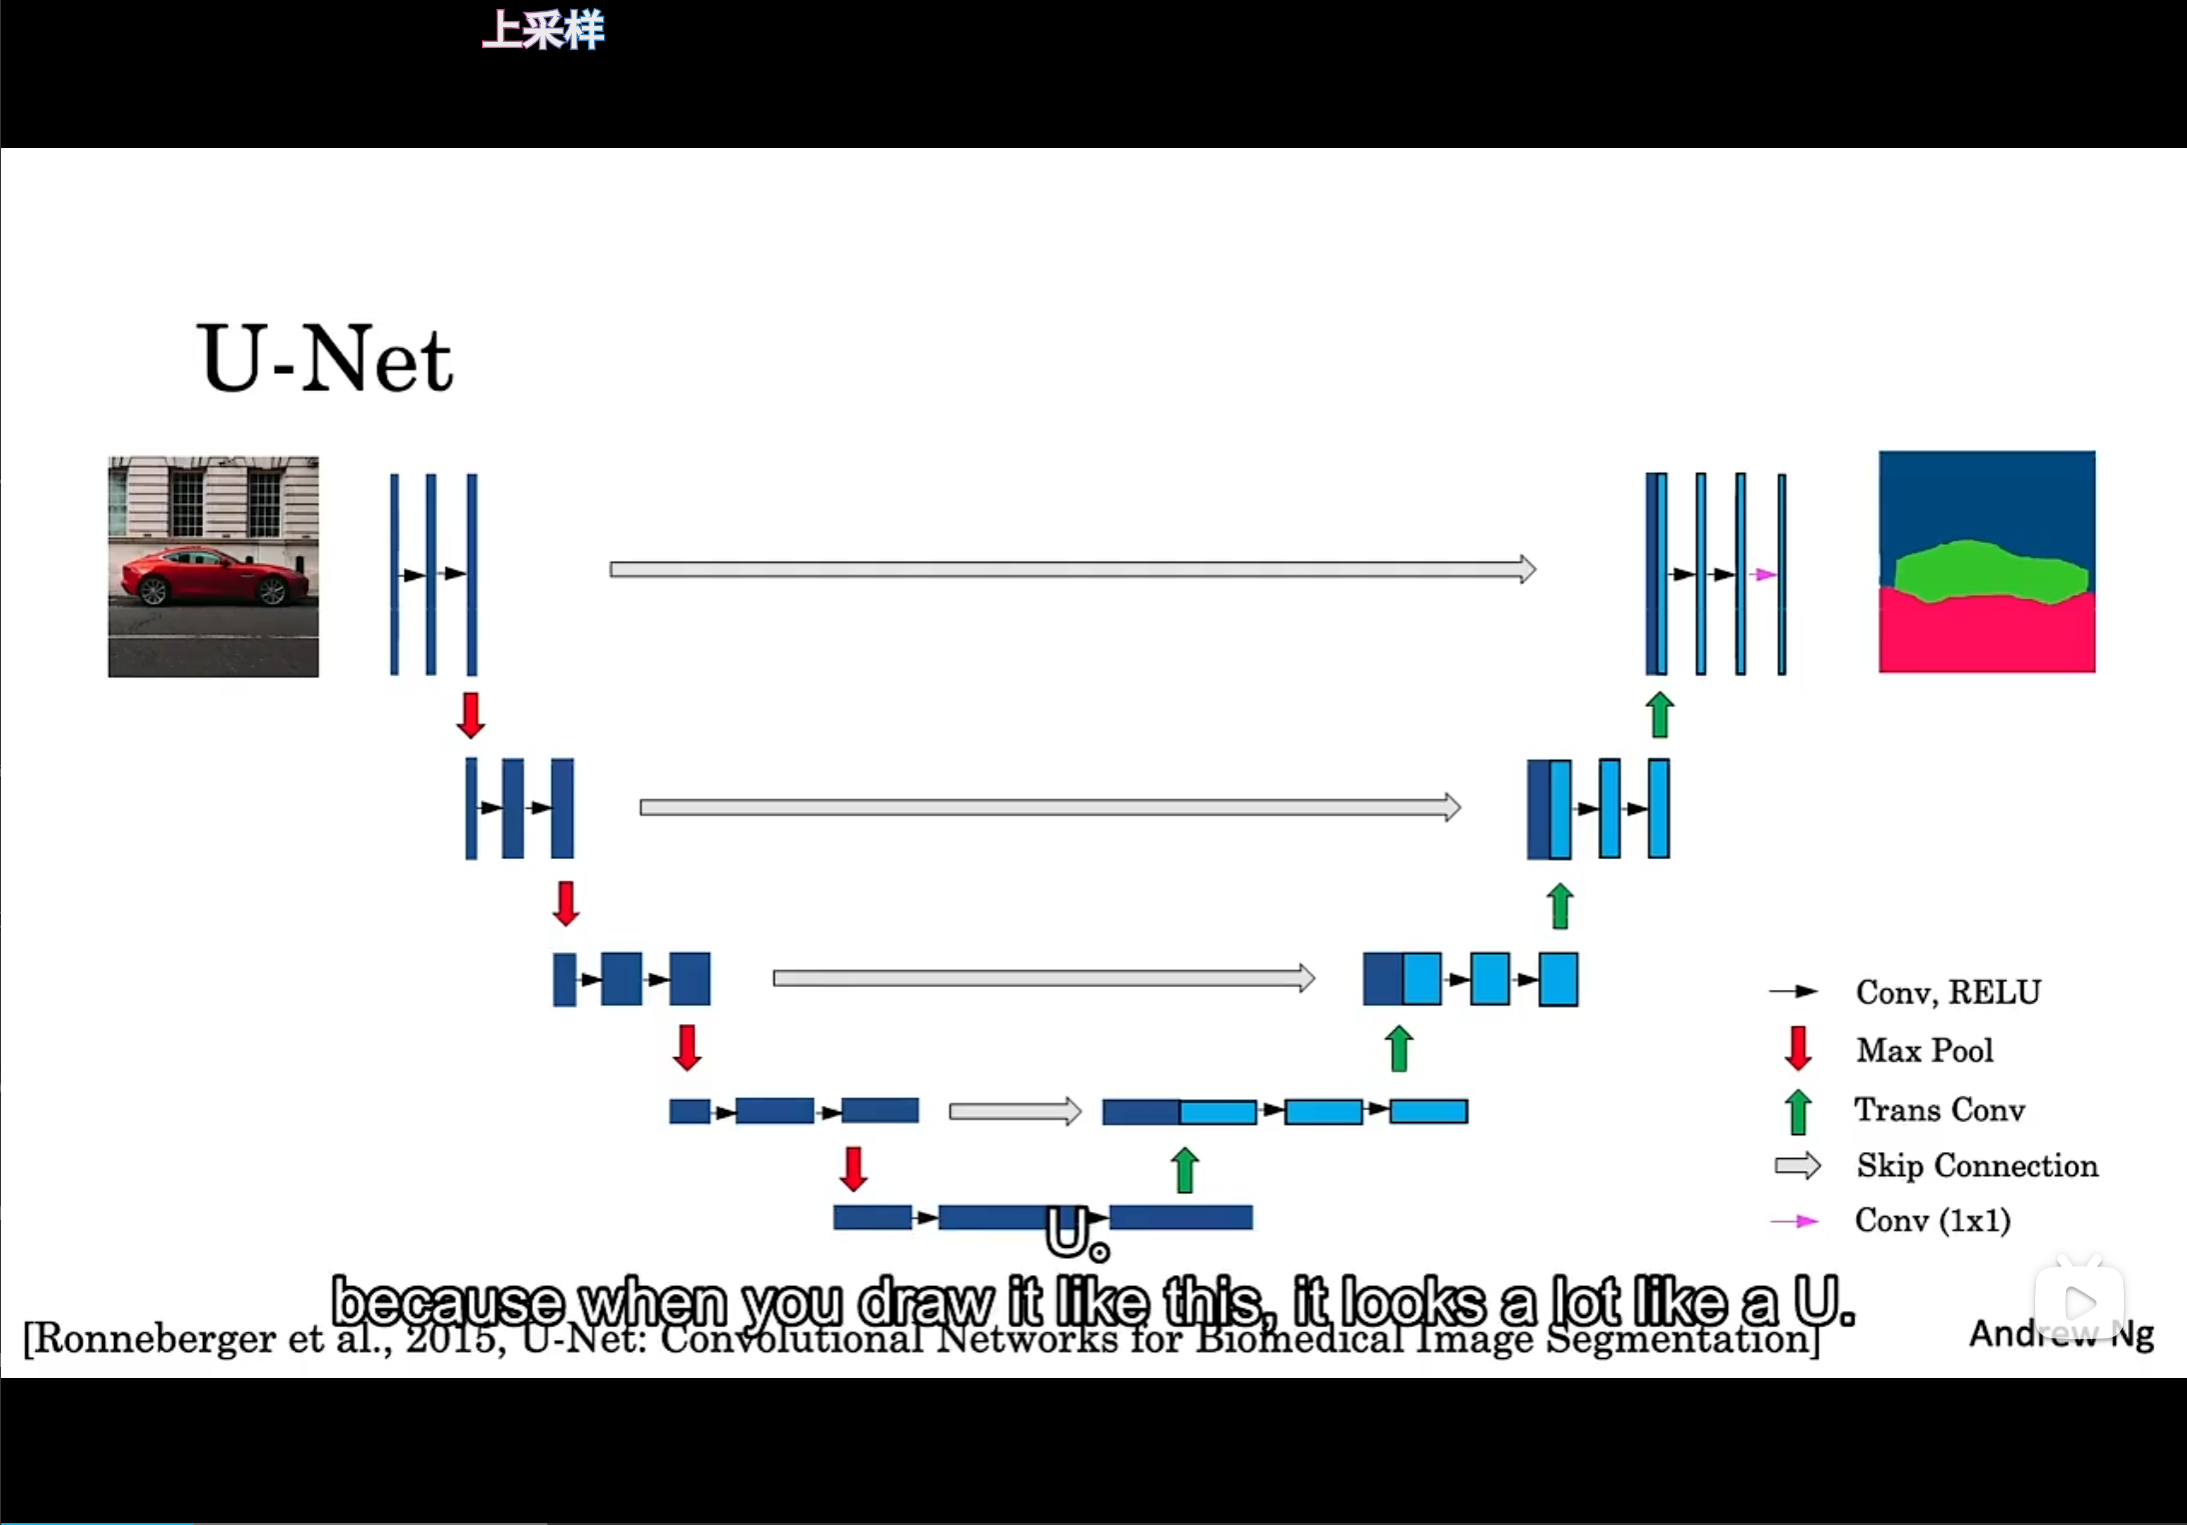 上采样
U-Net
Conv, RELU
Max Pool
Trans Conv
Skip Connection
Conv (1x1)
U。
because when you draw it like this, it looks a lot like a U.
[Ronneberger et al., 2015, U-Net: Convolutional Networks for Biomedical Image Segmentation]
Andrew Ng